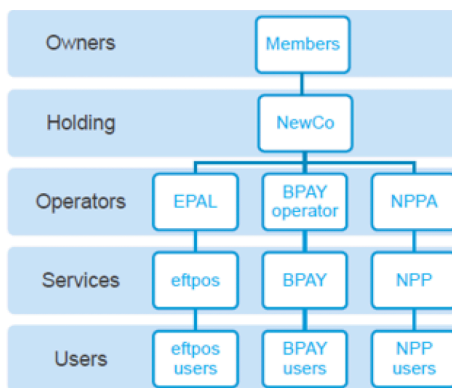 Owners
Members
Holding
NewCo
Operators
EPAL
BPAY
operator
NPPA
Services
eftpos
BPAY
NPP
Users
eftpos
users
BPAY
users
NPP
users